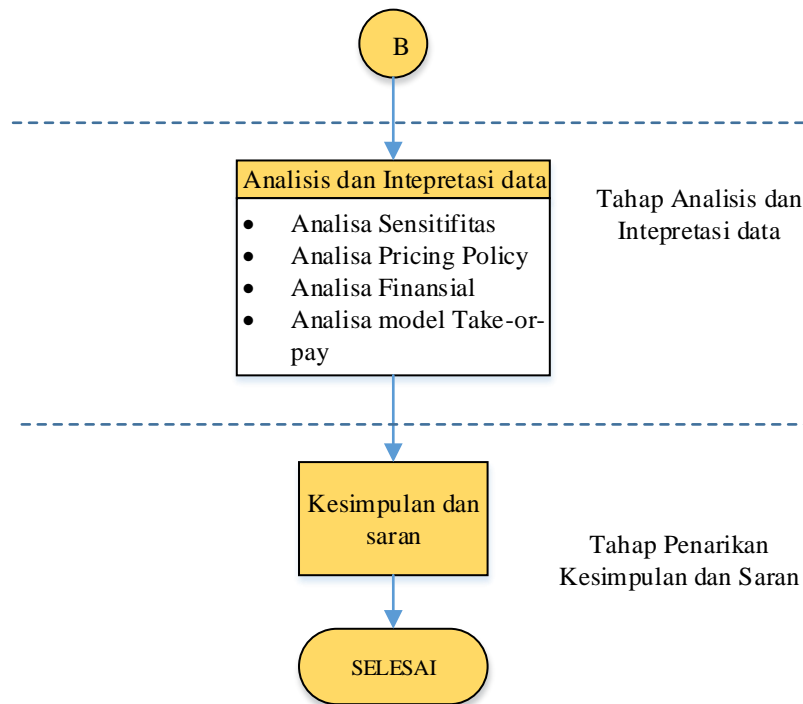 B
Analisis dan Intepretasi data
• Analisa Sensitifitas
• Analisa Pricing Policy
• Analisa Finansial
• Analisa model Take-or-
pay
Tahap Analisis dan
Intepretasi data
Kesimpulan dan
saran
Tahap Penarikan
Kesimpulan dan Saran
SELESAI